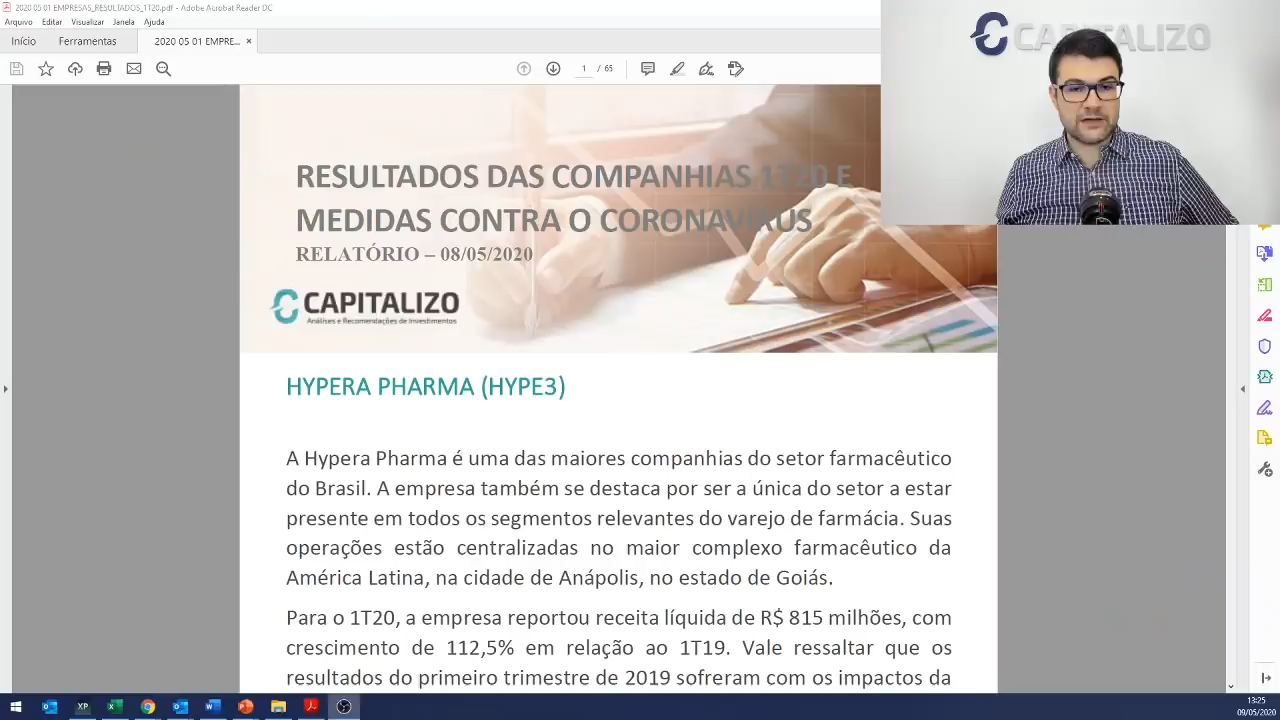 2020 05 01 EMPRESAS_RESULTADOS_1T20.pdf - Adobe Acrobat Reader DC
Arquivo Editar Visualizar Janela Ajuda
Início Ferramentas 2020 05 01 EMPRE... ×
1 / 65
CAPITALIZO
RESULTADOS DAS COMPANHIAS 1T20 E
MEDIDAS CONTRA O CORONAVÍRUS
RELATÓRIO – 08/05/2020
CAPITALIZO
Análises e Recomendações de Investimentos
HYPERA PHARMA (HYPE3)
A Hypera Pharma é uma das maiores companhias do setor farmacêutico
do Brasil. A empresa também se destaca por ser a única do setor a estar
presente em todos os segmentos relevantes do varejo de farmácia. Suas
operações estão centralizadas no maior complexo farmacêutico da
América Latina, na cidade de Anápolis, no estado de Goiás.
Para o 1T20, a empresa reportou receita líquida de R$ 815 milhões, com
crescimento de 112,5% em relação ao 1T19. Vale ressaltar que os
resultados do primeiro trimestre de 2019 sofreram com os impactos da
XP
13:25
09/05/2020